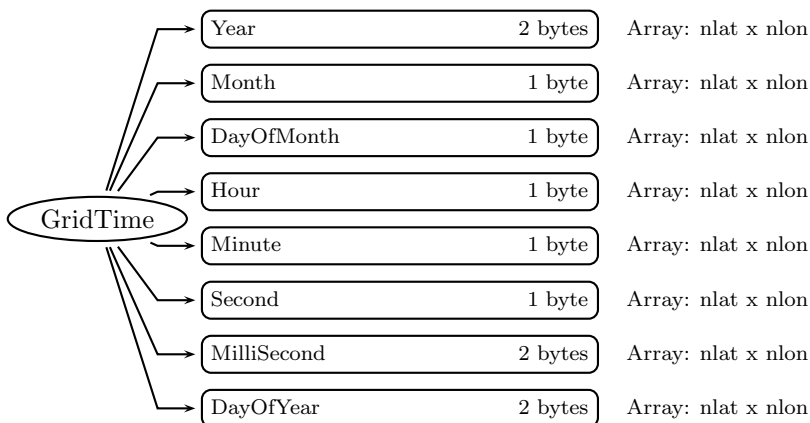 Year 2 bytes Array: nlat x nlon
Month 1 byte Array: nlat x nlon
DayOfMonth 1 byte Array: nlat x nlon
Hour 1 byte Array: nlat x nlon
GridTime
Minute 1 byte Array: nlat x nlon
Second 1 byte Array: nlat x nlon
MilliSecond 2 bytes Array: nlat x nlon
DayOfYear 2 bytes Array: nlat x nlon